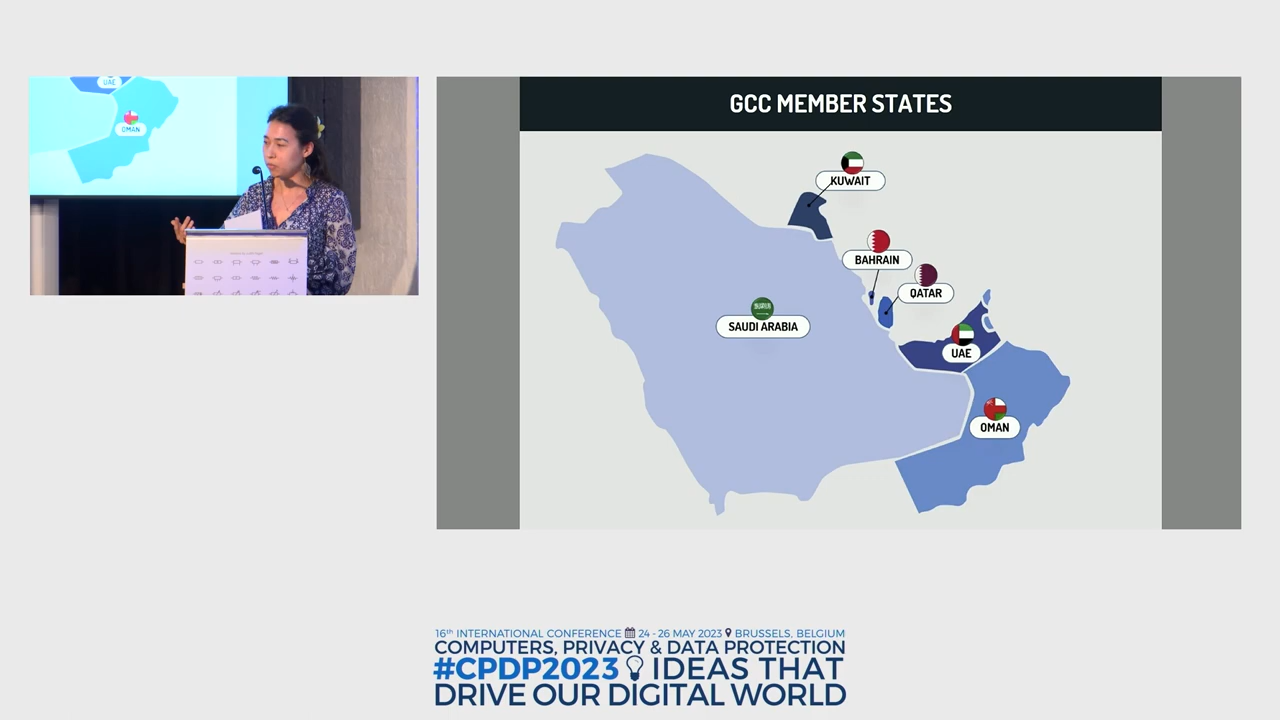 UAE
OMAN
GCC MEMBER STATES
KUWAIT
BAHRAIN
QATAR
SAUDI ARABIA
UAE
OMAN
16th INTERNATIONAL CONFERENCE 24 - 26 MAY 2023 BRUSSELS, BELGIUM
COMPUTERS, PRIVACY & DATA PROTECTION
#CPDP2023 IDEAS THAT
DRIVE OUR DIGITAL WORLD